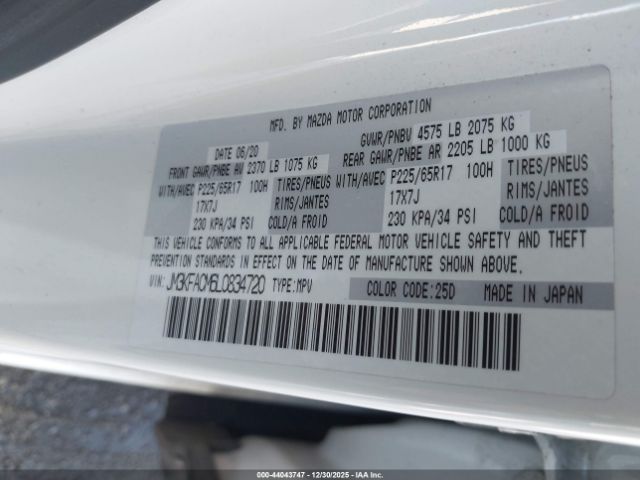 MFD. BY MAZDA MOTOR CORPORATION
DATE 06/20 GVWR/PNBV 4575 LB 2075 KG
FRONT GAWR/PNBE AV 2370 LB 1075 KG REAR GAWR/PNBE AR 2205 LB 1000 KG
WITH/AVEC P225/65R17 100H TIRES/PNEUS WITH/AVEC P225/65R17 100H TIRES/PNEUS
17X7J RIMS/JANTES 17X7J RIMS/JANTES
230 KPA/34 PSI COLD/A FROID 230 KPA/34 PSI COLD/A FROID
THIS VEHICLE CONFORMS TO ALL APPLICABLE FEDERAL MOTOR VEHICLE SAFETY AND THEFT
PREVENTION STANDARDS IN EFFECT ON THE DATE OF MANUFACTURE SHOWN ABOVE.
VIN: JM3KFACM6L0834720 TYPE:MPV COLOR CODE:25D MADE IN JAPAN
000-44043747 - 12/30/2025 - IAA Inc.